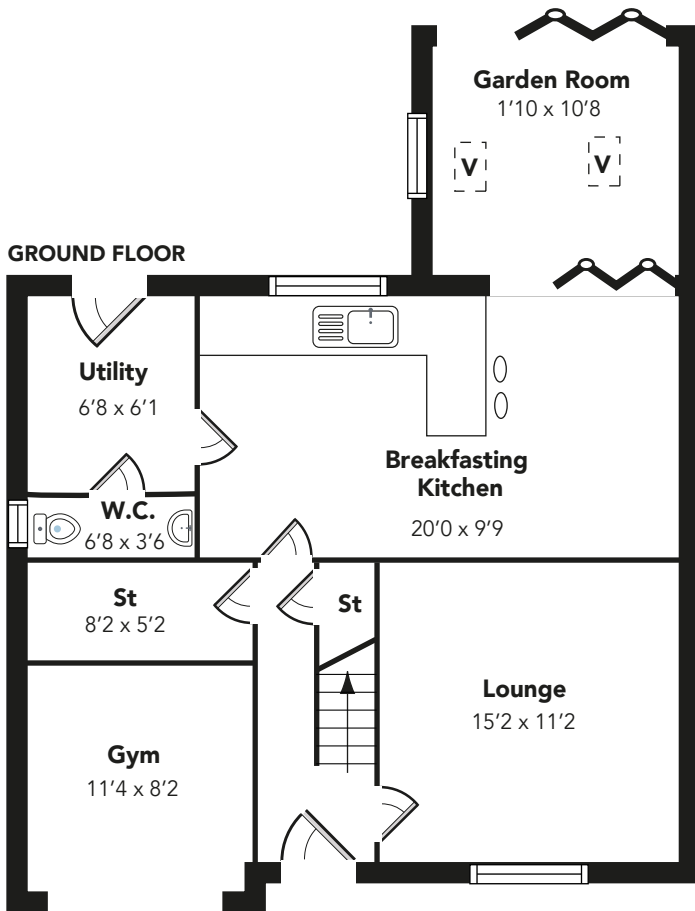 Garden Room
1'10 x 10'8
V
V
GROUND FLOOR
Utility
6'8 x 6'1
Breakfasting
Kitchen
20'0 x 9'9
W.C.
6'8 x 3'6
St
8'2 x 5'2
St
Lounge
15'2 x 11'2
Gym
11'4 x 8'2